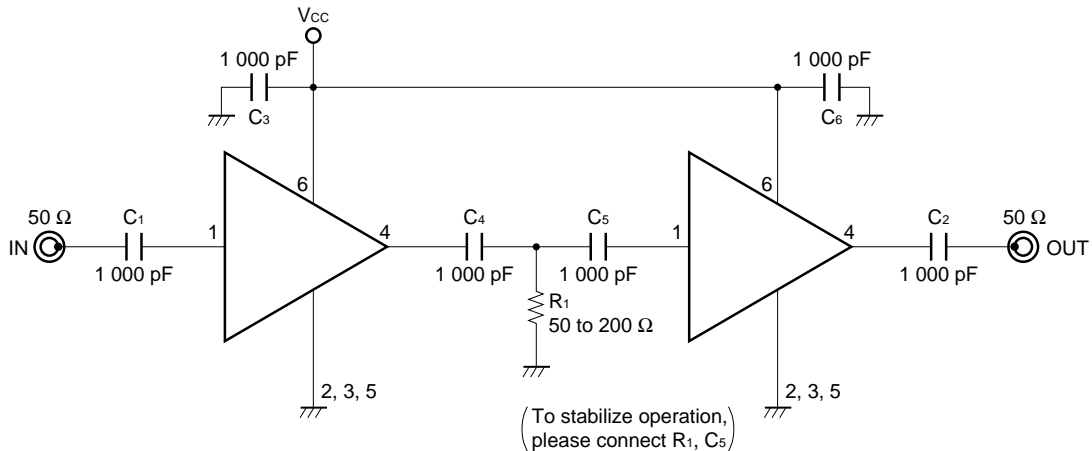 VCC
1 000 pF
1 000 pF
C3
C6
6
6
50 Ω
C1
1
4
C4
C5
1
4
C2
50 Ω
IN
OUT
1 000 pF
1 000 pF
1 000 pF
1 000 pF
R1
50 to 200 Ω
2, 3, 5
2, 3, 5
(To stabilize operation,
please connect R1, C5)